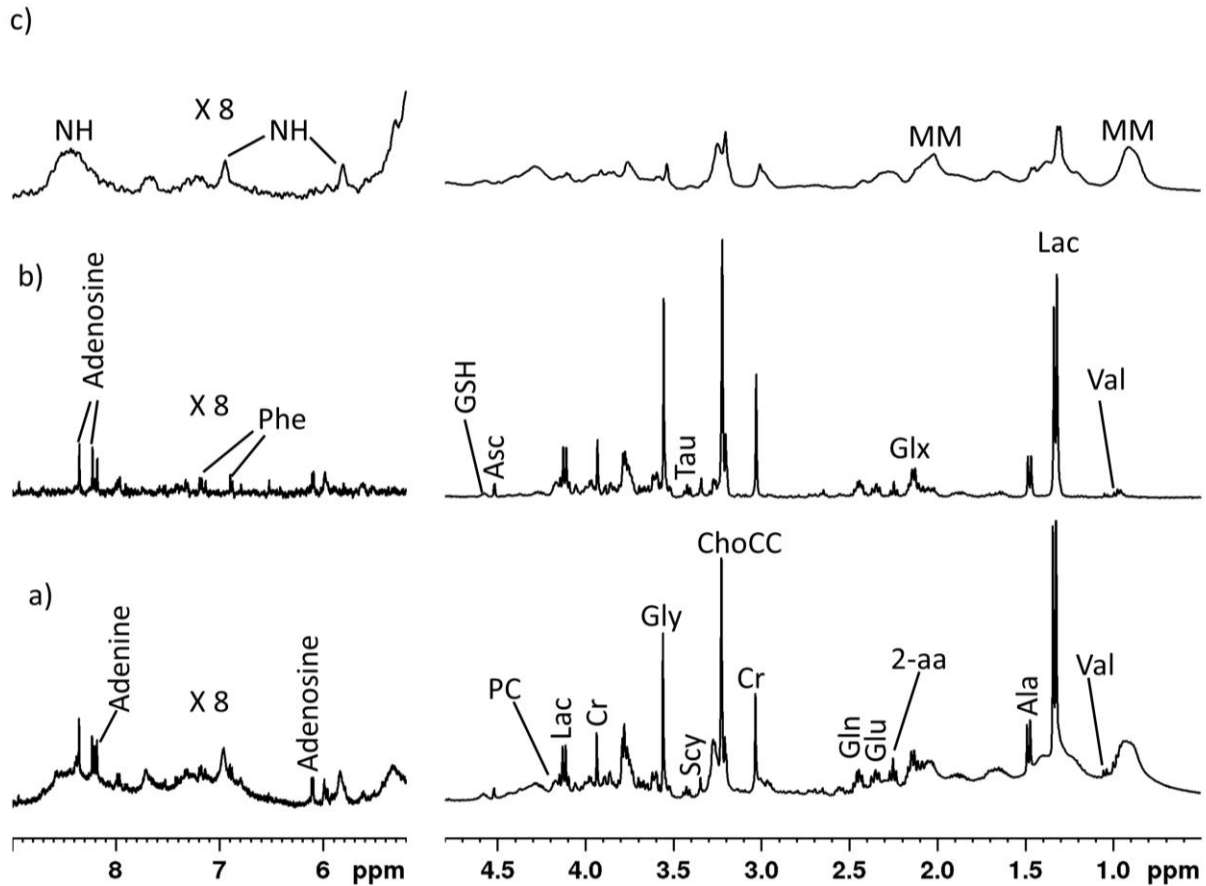 c)
NH
X 8
NH
MM
MM
b)
Adenosine
X 8
Phe
GSH
Asc
Tau
Glx
Lac
Val
a)
Adenine
X 8
Adenosine
PC
Lac
Cr
Gly
Scy
ChoCC
Cr
Gln
Glu
2-aa
Ala
Val
8 7 6 ppm
4.5 4.0 3.5 3.0 2.5 2.0 1.5 1.0 ppm